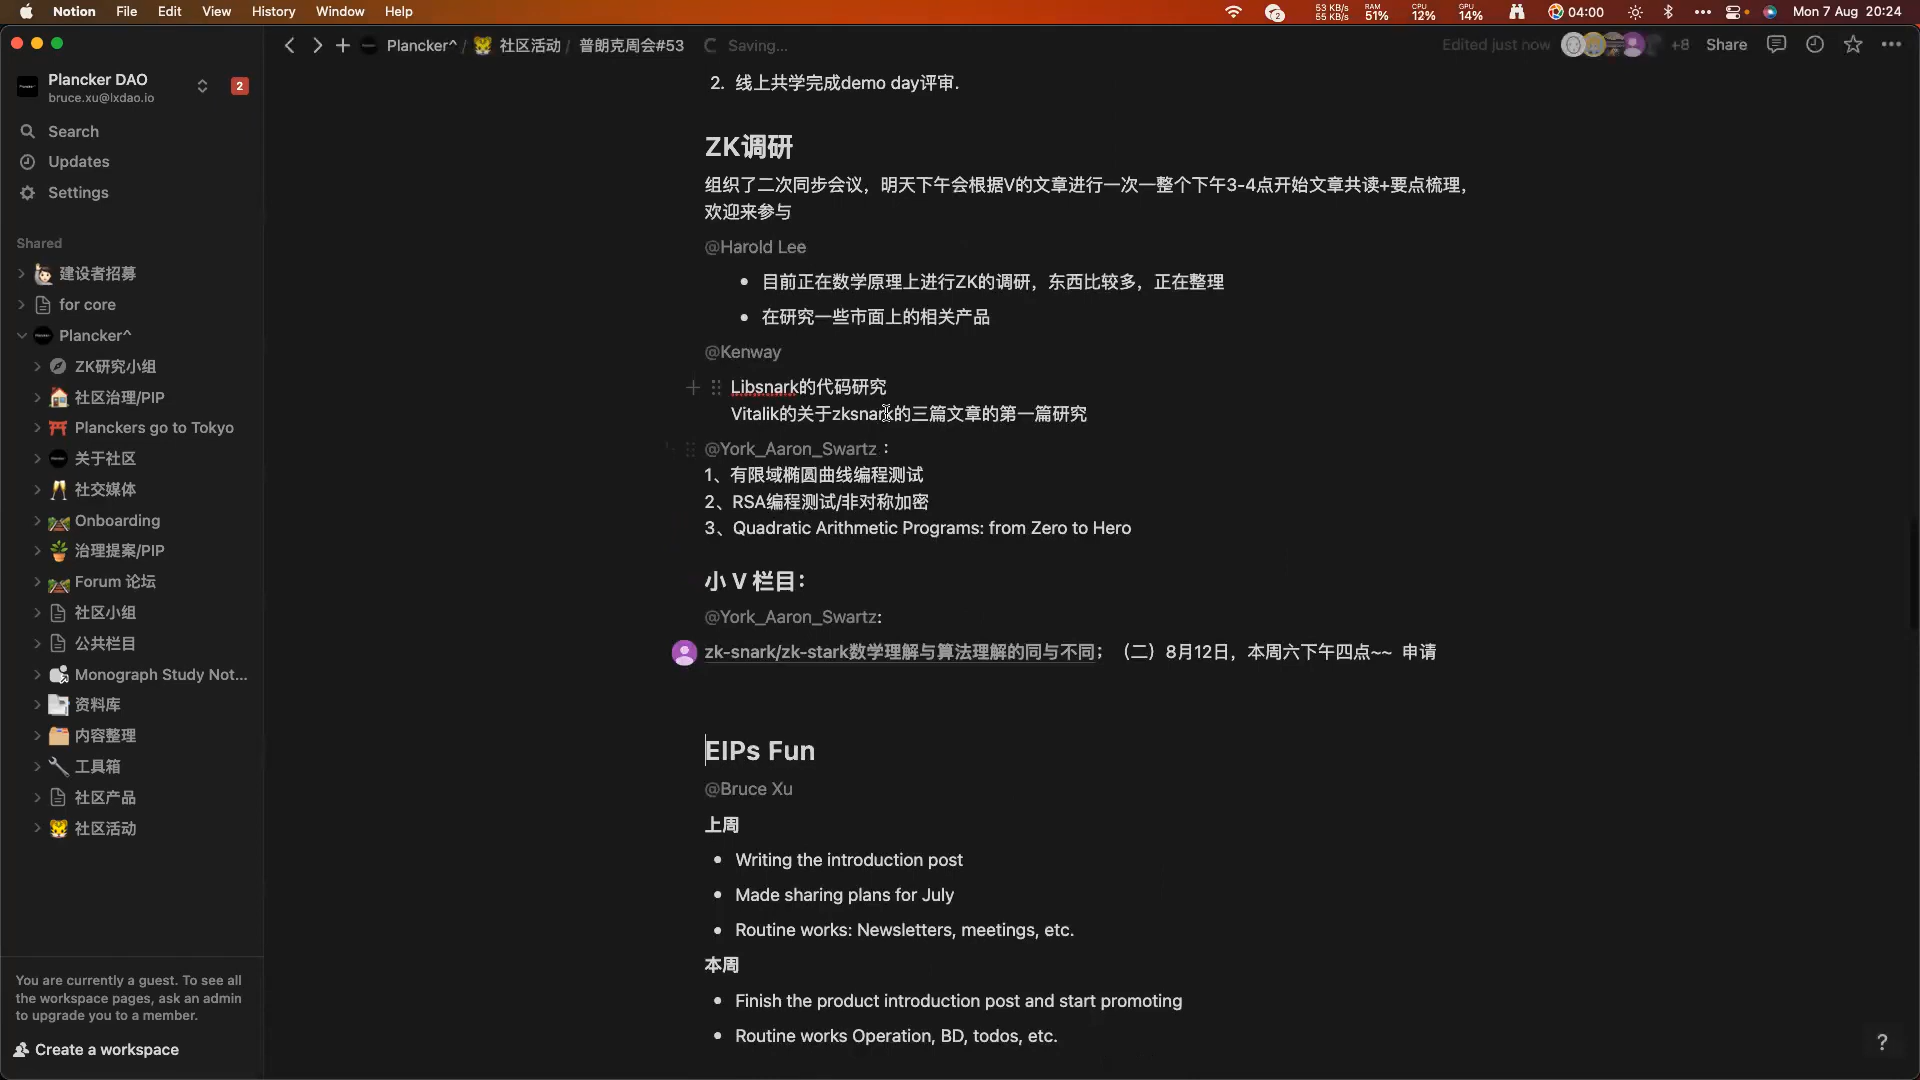 Notion File Edit View History Window Help
2
53 KB/s
55 KB/s
RAM
51%
CPU
12%
GPU
14%
04:00
Mon 7 Aug 20:24
Plancker^ / 社区活动 / 普朗克周会#53 Saving...
Edited just now +8 Share
Plancker DAO
bruce.xu@lxdao.io
2
Search
Updates
Settings
Shared
建设者招募
for core
Plancker^
ZK研究小组
社区治理/PIP
Planckers go to Tokyo
关于社区
社交媒体
Onboarding
治理提案/PIP
Forum 论坛
社区小组
公共栏目
Monograph Study Not...
资料库
内容整理
工具箱
社区产品
社区活动
You are currently a guest. To see all
the workspace pages, ask an admin
to upgrade you to a member.
Create a workspace
2. 线上共学完成demo day评审.
ZK调研
组织了二次同步会议，明天下午会根据V的文章进行一次一整个下午3-4点开始文章共读+要点梳理，
欢迎来参与
@Harold Lee
• 目前正在数学原理上进行ZK的调研，东西比较多，正在整理
• 在研究一些市面上的相关产品
@Kenway
Libsnark的代码研究
Vitalik的关于zksnark的三篇文章的第一篇研究
@York_Aaron_Swartz：
1、有限域椭圆曲线编程测试
2、RSA编程测试/非对称加密
3、Quadratic Arithmetic Programs: from Zero to Hero
小 V 栏目：
@York_Aaron_Swartz:
zk-snark/zk-stark数学理解与算法理解的同与不同；（二）8月12日，本周六下午四点~~ 申请
EIPs Fun
@Bruce Xu
上周
• Writing the introduction post
• Made sharing plans for July
• Routine works: Newsletters, meetings, etc.
本周
• Finish the product introduction post and start promoting
• Routine works Operation, BD, todos, etc.
?